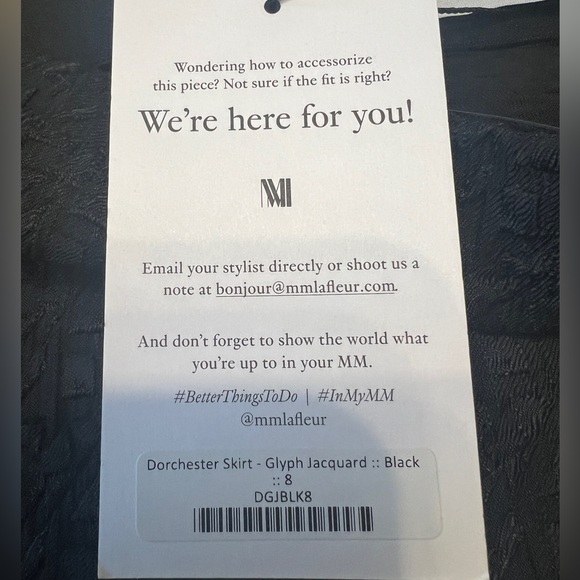 Wondering how to accessorize
this piece? Not sure if the fit is right?
We're here for you!
MM
Email your stylist directly or shoot us a
note at bonjour@mmlafleur.com.
And don't forget to show the world what
you're up to in your MM.
#BetterThingsToDo | #InMyMM
@mmlafleur
Dorchester Skirt - Glyph Jacquard :: Black
:: 8
DGJBLK8